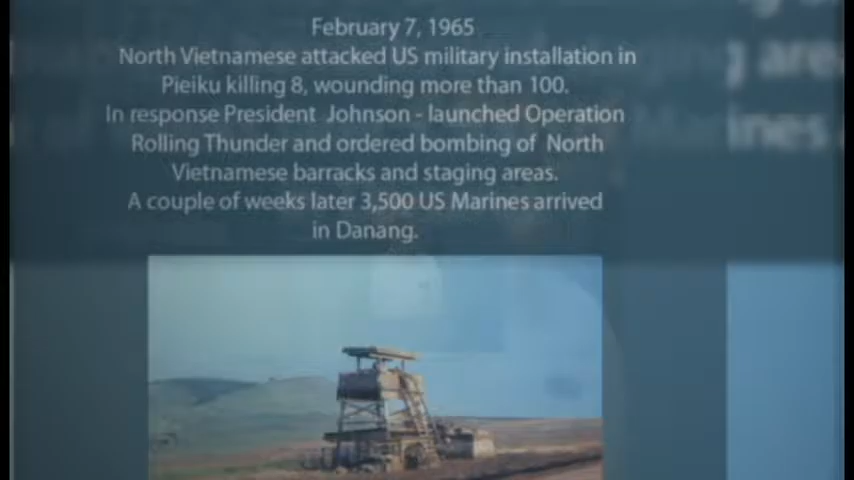 February 7, 1965
North Vietnamese attacked US military installation in
Pieiku killing 8, wounding more than 100.
In response President Johnson - launched Operation
Rolling Thunder and ordered bombing of North
Vietnamese barracks and staging areas.
A couple of weeks later 3,500 US Marines arrived
in Danang.